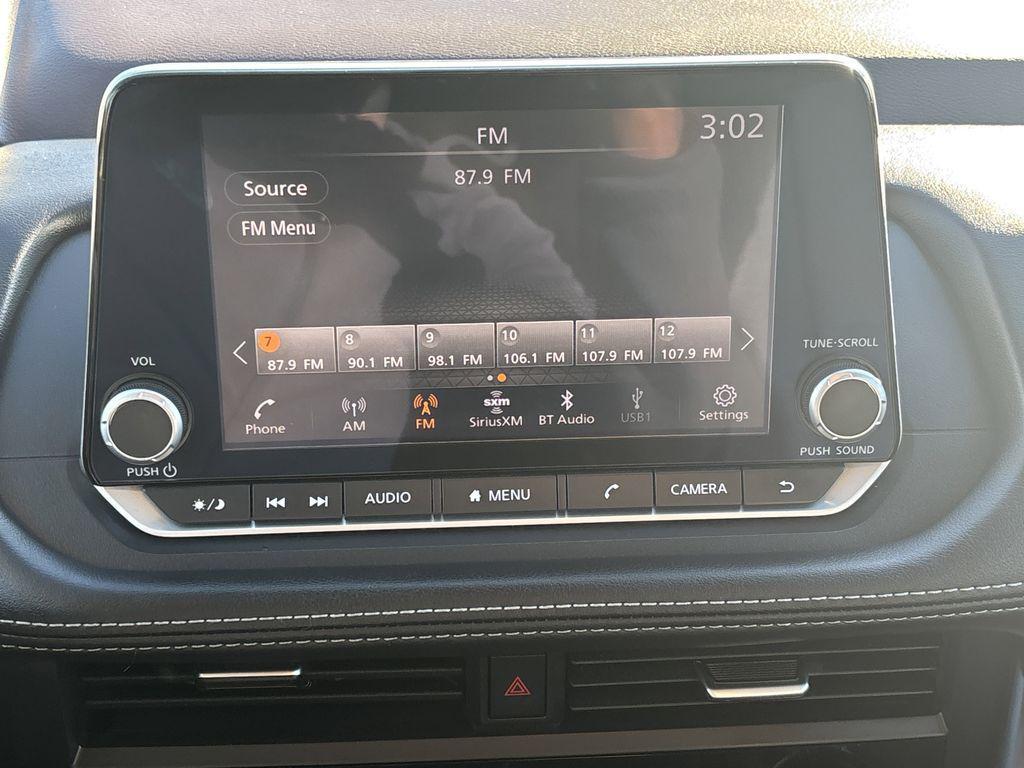 FM
3:02
87.9 FM
Source
FM Menu
7 8 9 10 11 12
87.9 FM 90.1 FM 98.1 FM 106.1 FM 107.9 FM 107.9 FM
Phone AM FM sxm SiriusXM BT Audio USB1 Settings
VOL
PUSH
TUNE·SCROLL
PUSH SOUND
AUDIO MENU CAMERA